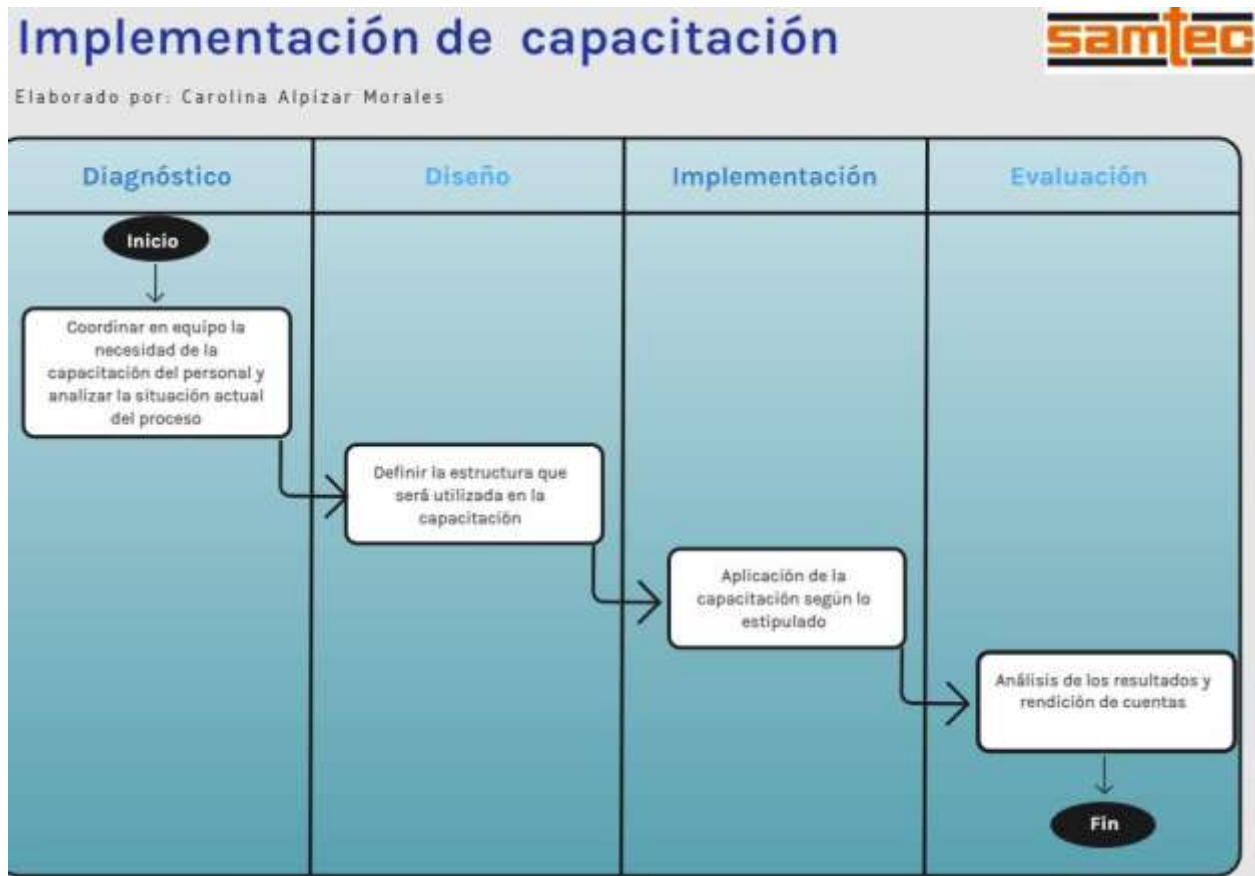 Implementación de capacitación
samtec
Elaborado por: Carolina Alpízar Morales
Diagnóstico
Diseño
Implementación
Evaluación
Inicio
Coordinar en equipo la
necesidad de la
capacitación del personal y
analizar la situación actual
del proceso
Definir la estructura que
será utilizada en la
capacitación
Aplicación de la
capacitación según lo
estipulado
Análisis de los resultados y
rendición de cuentas
Fin